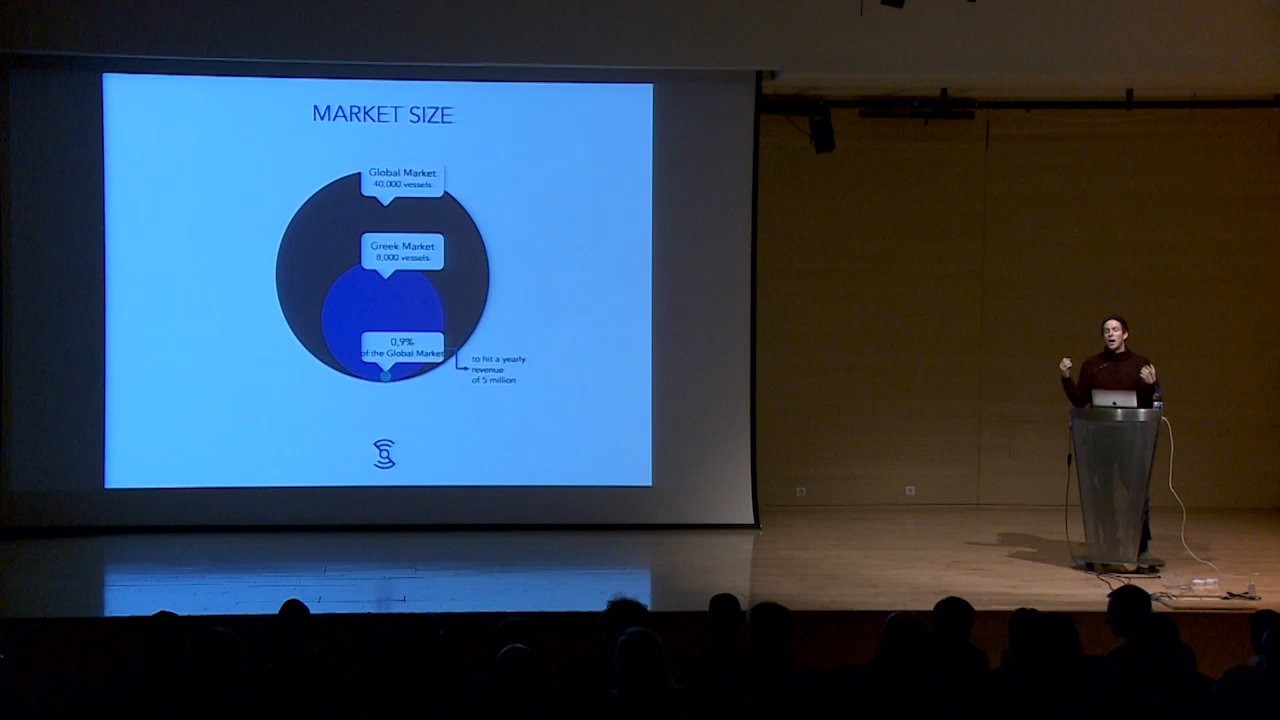 MARKET SIZE
Global Market
40,000 vessels
Greek Market
8,000 vessels
0,9%
of the Global Market
to hit a yearly
revenue
of 5 million